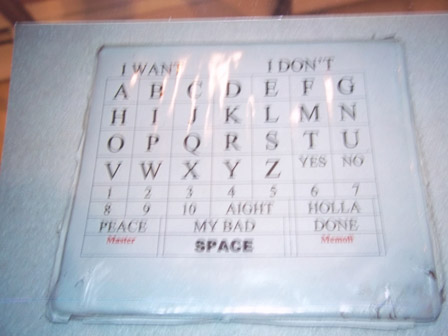 I WANT I DON'T
A B C D E F G
H I J K L M N
O P Q R S T U
V W X Y Z YES NO
1 2 3 4 5 6 7
8 9 10 AIGHT HOLLA
PEACE MY BAD DONE
Master SPACE